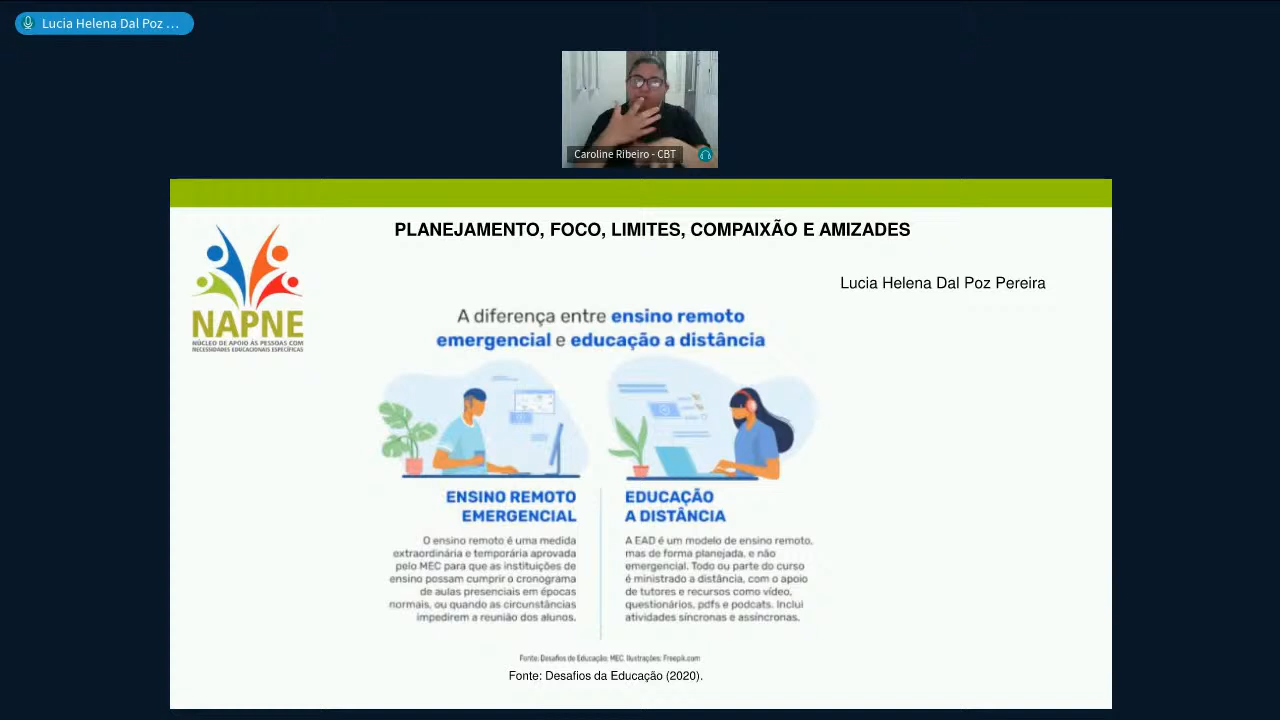 Lucia Helena Dal Poz ...
Caroline Ribeiro - CBT
PLANEJAMENTO, FOCO, LIMITES, COMPAIXÃO E AMIZADES
Lucia Helena Dal Poz Pereira
NAPNE
NÚCLEO DE APOIO ÀS PESSOAS COM
NECESSIDADES EDUCACIONAIS ESPECÍFICAS
A diferença entre ensino remoto
emergencial e educação a distância
ENSINO REMOTO
EMERGENCIAL
O ensino remoto é uma medida
extraordinária e temporária aprovada
pelo MEC para que as instituições de
ensino possam cumprir o cronograma
de aulas presenciais em épocas
normais, ou quando as circunstâncias
impedirem a reunião dos alunos.
EDUCAÇÃO
A DISTÂNCIA
A EAD é um modelo de ensino remoto,
mas de forma planejada, e não
emergencial. Todo ou parte do curso
é ministrado a distância, com o apoio
de tutores e recursos como vídeo,
questionários, pdfs e podcats. Inclui
atividades síncronas e assíncronas.
Fonte: Desafios de Educação; MEC. Ilustrações: Freepik.com
Fonte: Desafios da Educação (2020).